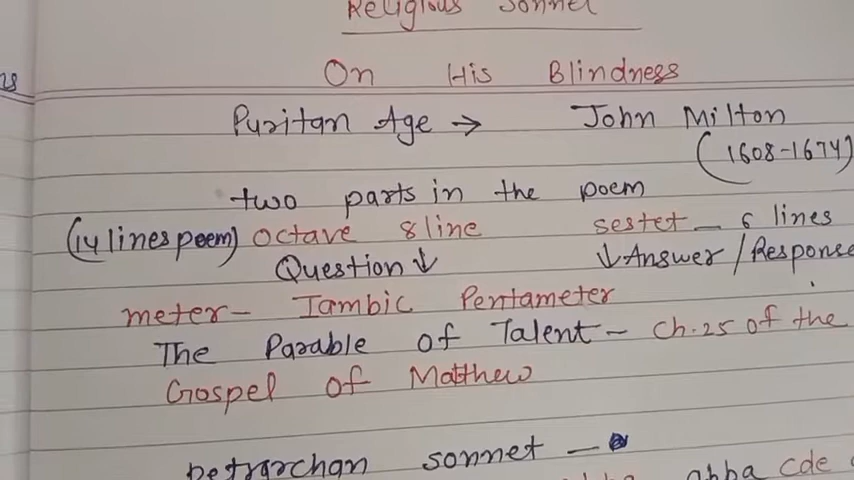 Religious Sonnet
On His Blindness
Puritan Age → John Milton
(1608-1674)
two parts in the poem
(14 lines poem) Octave 8 line sestet — 6 lines
Question ↓ ↓ Answer / Response
meter - Iambic Pentameter
The Parable of Talent - Ch.25 of the
Gospel of Matthew
petrarchan sonnet —
abba cde